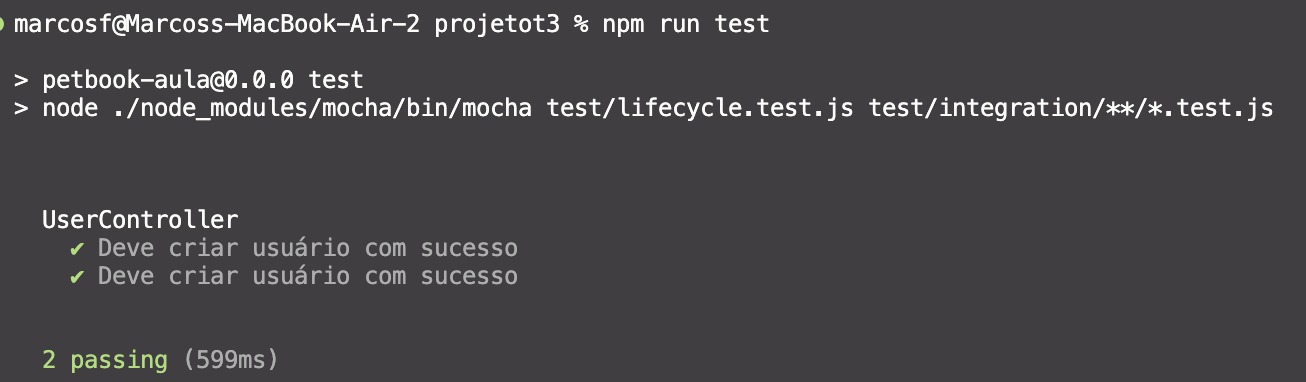 marcosf@Marcoss-MacBook-Air-2 projetot3 % npm run test
> petbook-aula@0.0.0 test
> node ./node_modules/mocha/bin/mocha test/lifecycle.test.js test/integration/**/*.test.js
UserController
✔ Deve criar usuário com sucesso
✔ Deve criar usuário com sucesso
2 passing (599ms)